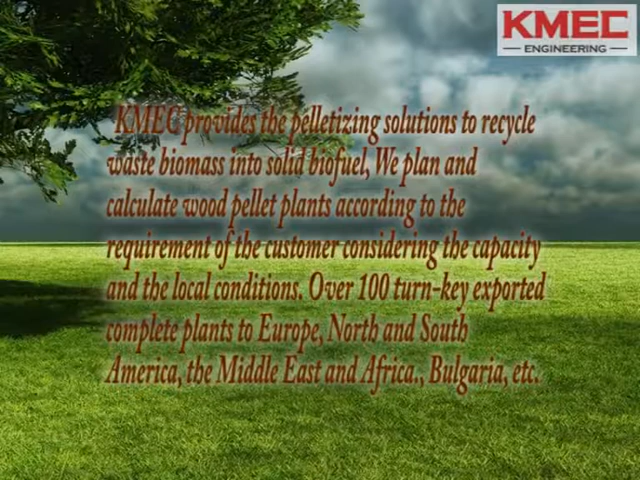 KMEC
ENGINEERING
KMEC provides the pelletizing solutions to recycle
waste biomass into solid biofuel, We plan and
calculate wood pellet plants according to the
requirement of the customer considering the capacity
and the local conditions. Over 100 turn-key exported
complete plants to Europe, North and South
America, the Middle East and Africa., Bulgaria, etc.